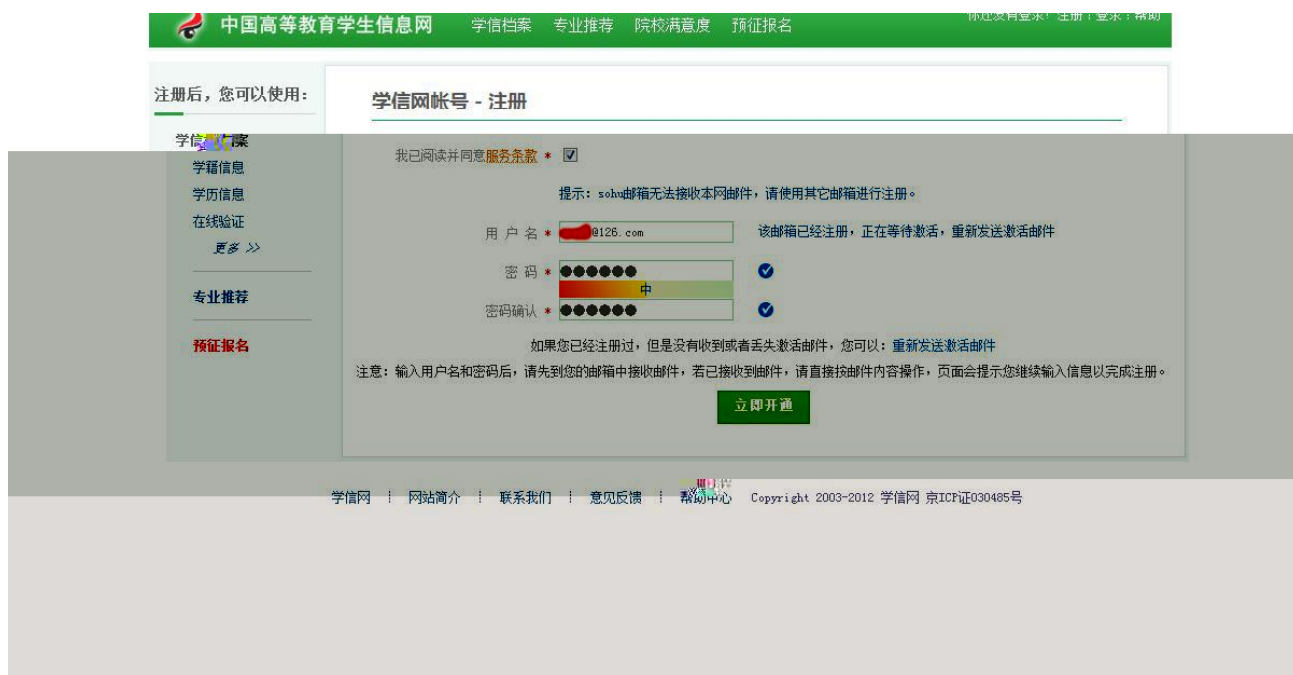 中国高等教育学生信息网 学信档案 专业推荐 院校满意度 预征报名
注册后，您可以使用：
学信网帐号 - 注册
我已阅读并同意服务条款 *
学籍信息
学历信息
提示：sohu邮箱无法接收本网邮件，请使用其它邮箱进行注册。
在线验证
用 户 名 * @126.com 该邮箱已经注册，正在等待激活，重新发送激活邮件
更多 >>
密 码 * ●●●●●●
中
专业推荐
密码确认 * ●●●●●●
预征报名
如果您已经注册过，但是没有收到或者丢失激活邮件，您可以：重新发送激活邮件
注意：输入用户名和密码后，请先到您的邮箱中接收邮件，若已接收到邮件，请直接按邮件内容操作，页面会提示您继续输入信息以完成注册。
立即开通
学信网 | 网站简介 | 联系我们 | 意见反馈 | 帮助中心 Copyright 2003-2012 学信网 京ICP证030485号